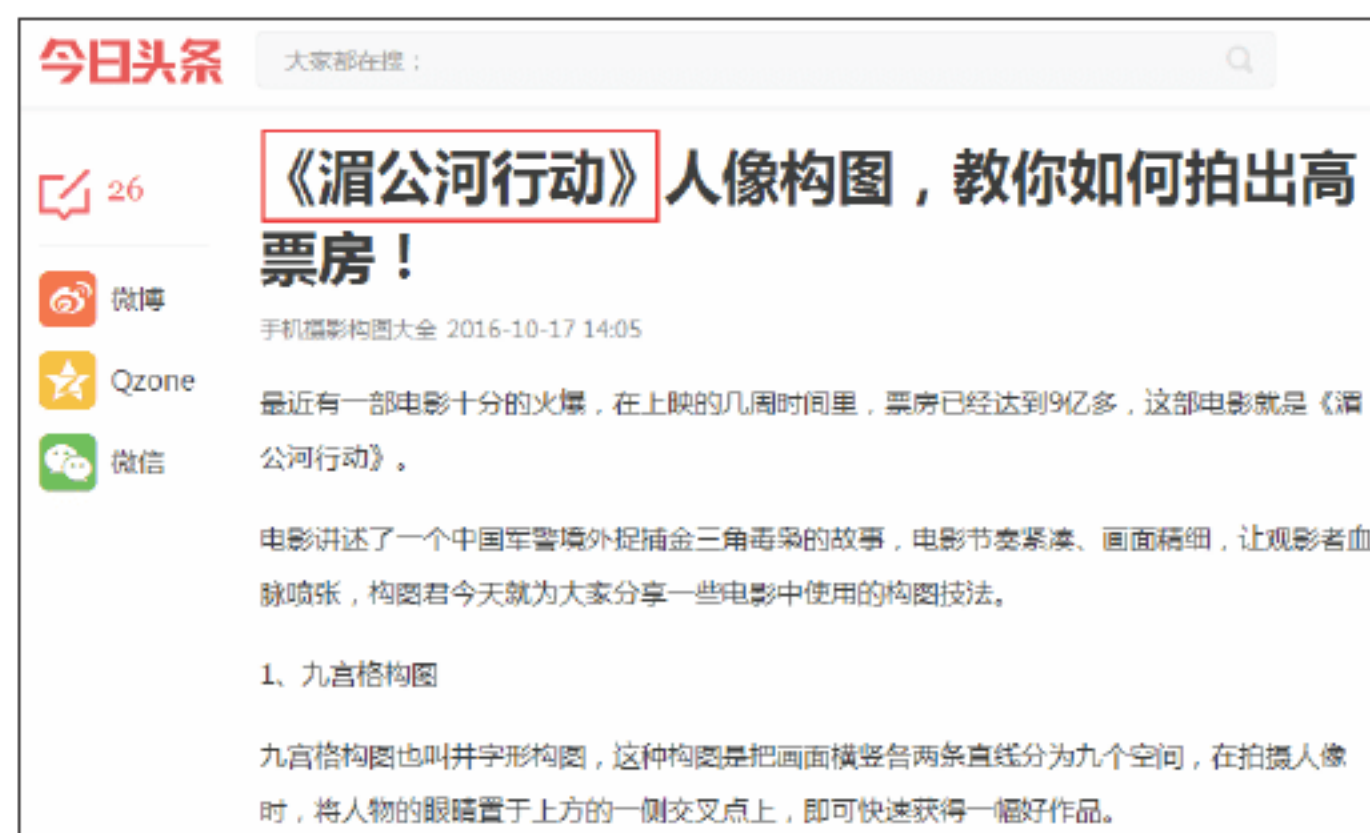 今日头条
大家都在搜：
26
《湄公河行动》人像构图，教你如何拍出高
票房！
手机摄影构图大全 2016-10-17 14:05
微博
Qzone
微信
最近有一部电影十分的火爆，在上映的几周时间里，票房已经达到9亿多，这部电影就是《湄
公河行动》。
电影讲述了一个中国军警境外捉捕金三角毒枭的故事，电影节奏紧凑、画面精细，让观影者血
脉喷张，构图君今天就为大家分享一些电影中使用的构图技法。
1、九宫格构图
九宫格构图也叫井字形构图，这种构图是把画面横竖各两条直线分为九个空间，在拍摄人像
时，将人物的眼睛置于上方的一侧交叉点上，即可快速获得一幅好作品。